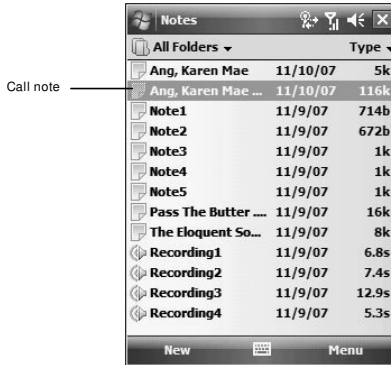 Notes
All Folders Type
Ang, Karen Mae 11/10/07 5k
Call note
Ang, Karen Mae ... 11/10/07 116k
Note1 11/9/07 714b
Note2 11/9/07 672b
Note3 11/9/07 1k
Note4 11/9/07 1k
Note5 11/9/07 1k
Pass The Butter .... 11/9/07 16k
The Eloquent So... 11/9/07 8k
Recording1 11/9/07 6.8s
Recording2 11/9/07 7.4s
Recording3 11/9/07 12.9s
Recording4 11/9/07 5.3s
New Menu